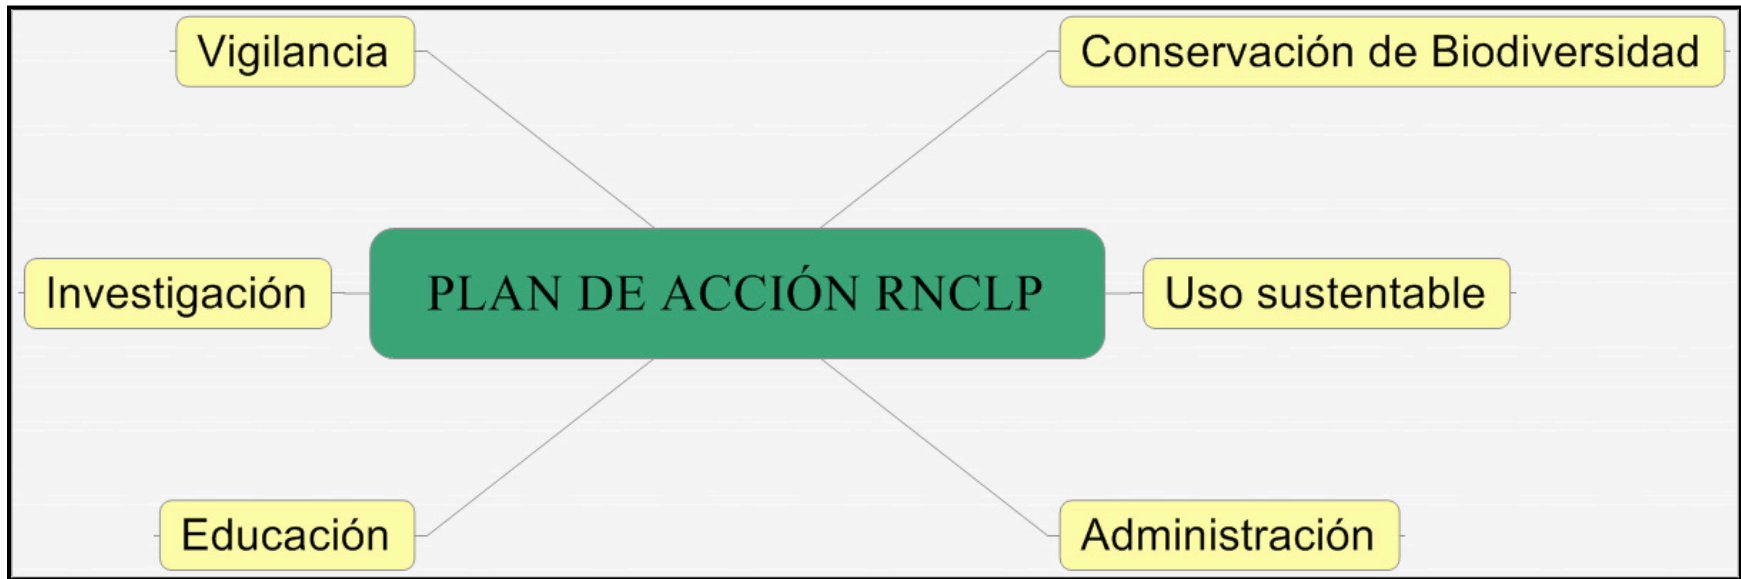 Vigilancia
Conservación de Biodiversidad
Investigación
PLAN DE ACCIÓN RNCLP
Uso sustentable
Educación
Administración